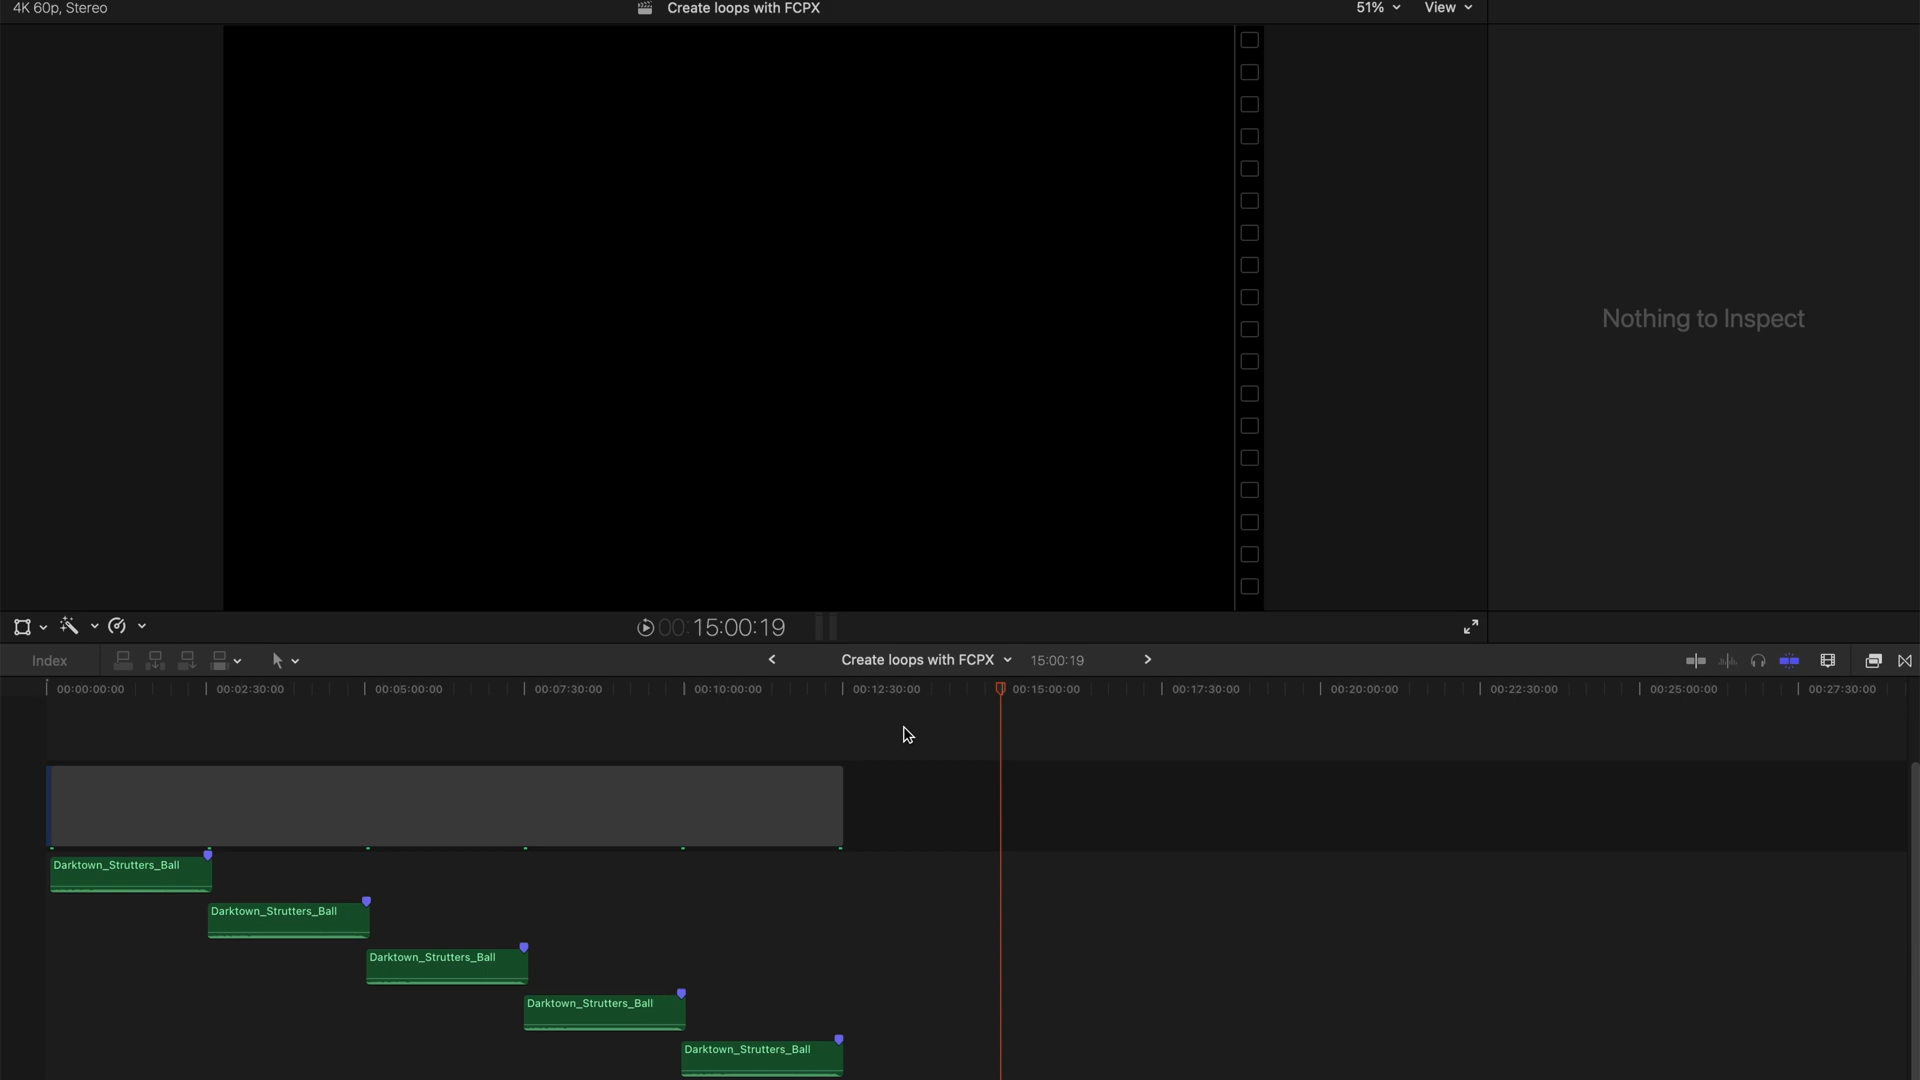 4K 60p, Stereo
Create loops with FCPX
51%
View
Nothing to Inspect
00:15:00:19
Index
Create loops with FCPX
15:00:19
00:00:00:00
00:02:30:00
00:05:00:00
00:07:30:00
00:10:00:00
00:12:30:00
00:15:00:00
00:17:30:00
00:20:00:00
00:22:30:00
00:25:00:00
00:27:30:00
Darktown_Strutters_Ball
Darktown_Strutters_Ball
Darktown_Strutters_Ball
Darktown_Strutters_Ball
Darktown_Strutters_Ball